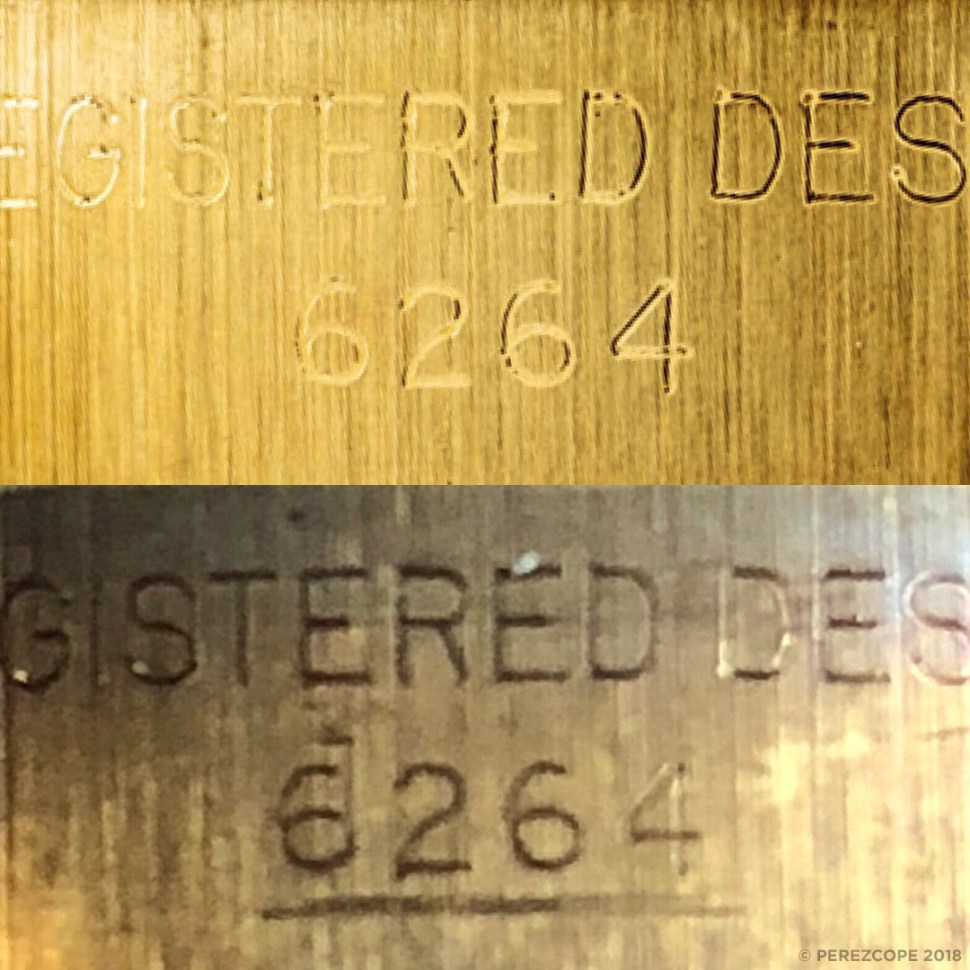 EGISTERED DES
6264
GISTERED DES
6264
© PEREZCOPE 2018